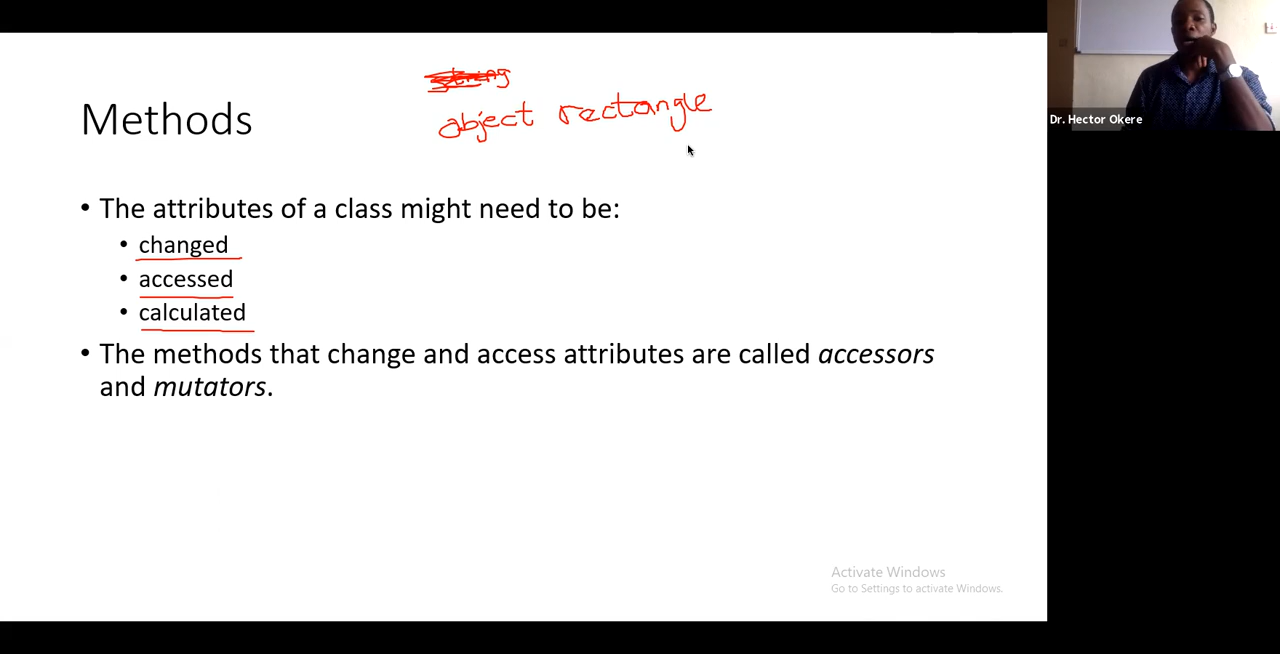 string
object rectangle
Methods
• The attributes of a class might need to be:
• changed
• accessed
• calculated
• The methods that change and access attributes are called accessors
and mutators.
Activate Windows
Go to Settings to activate Windows.
Dr. Hector Okere